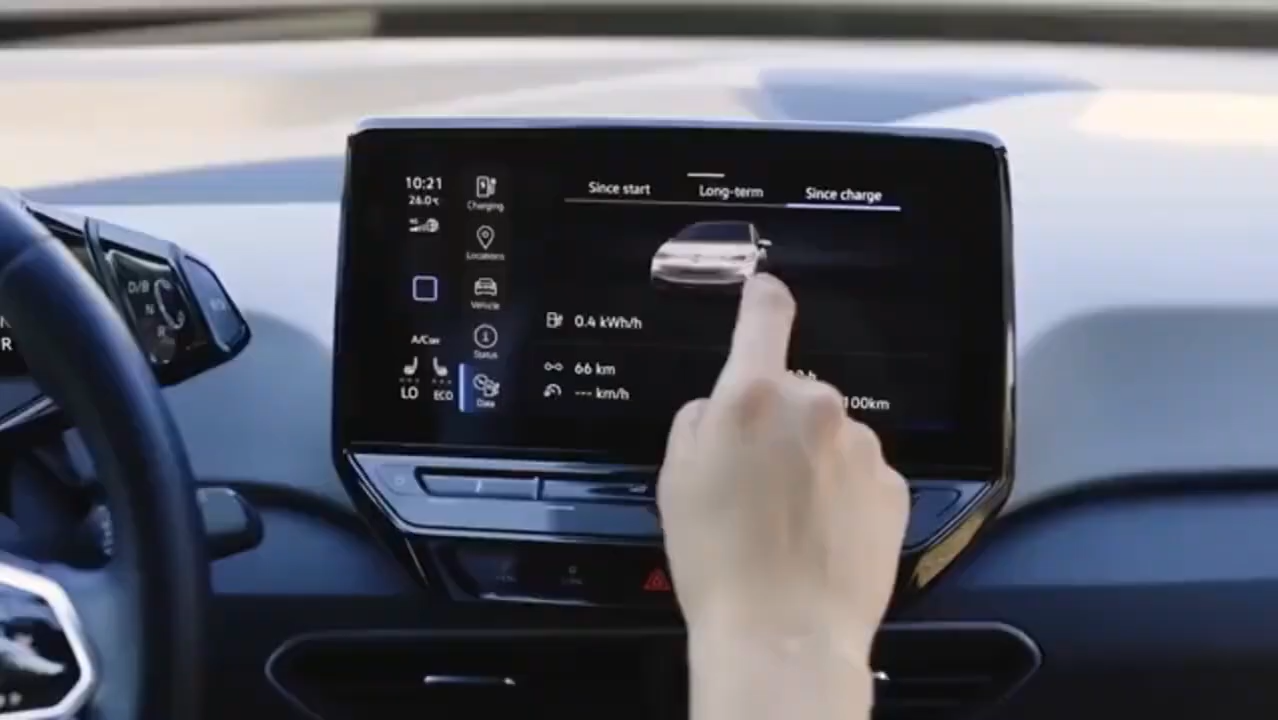 10:21
26.0°C
A/C
LO
ECO
Charging
Locations
Vehicle
Status
Data
Since start
Long-term
Since charge
0.4 kWh/h
66 km
--- km/h
100km
D/B
N
R
R